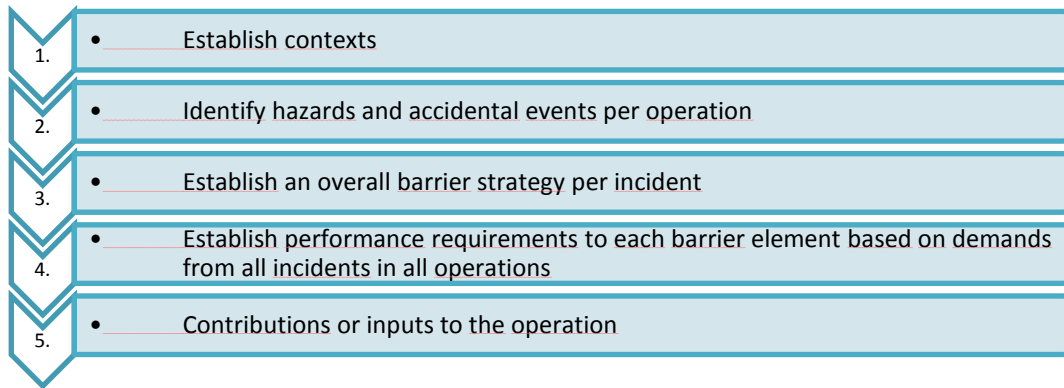 1. • Establish contexts
2. • Identify hazards and accidental events per operation
3. • Establish an overall barrier strategy per incident
4. • Establish performance requirements to each barrier element based on demands
from all incidents in all operations
5. • Contributions or inputs to the operation